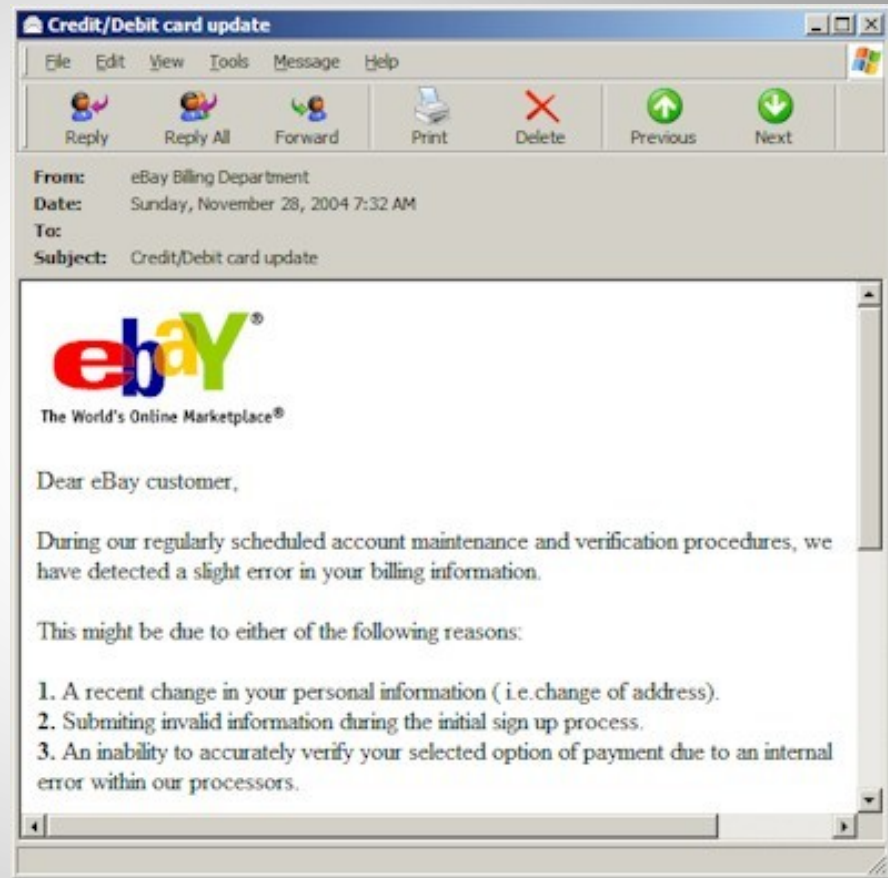 Credit/Debit card update
File Edit View Tools Message Help
Reply Reply All Forward Print Delete Previous Next
From: eBay Billing Department
Date: Sunday, November 28, 2004 7:32 AM
To:
Subject: Credit/Debit card update
ebaY®
The World's Online Marketplace®
Dear eBay customer,
During our regularly scheduled account maintenance and verification procedures, we
have detected a slight error in your billing information.
This might be due to either of the following reasons:
1. A recent change in your personal information ( i.e.change of address).
2. Submiting invalid information during the initial sign up process.
3. An inability to accurately verify your selected option of payment due to an internal
error within our processors.